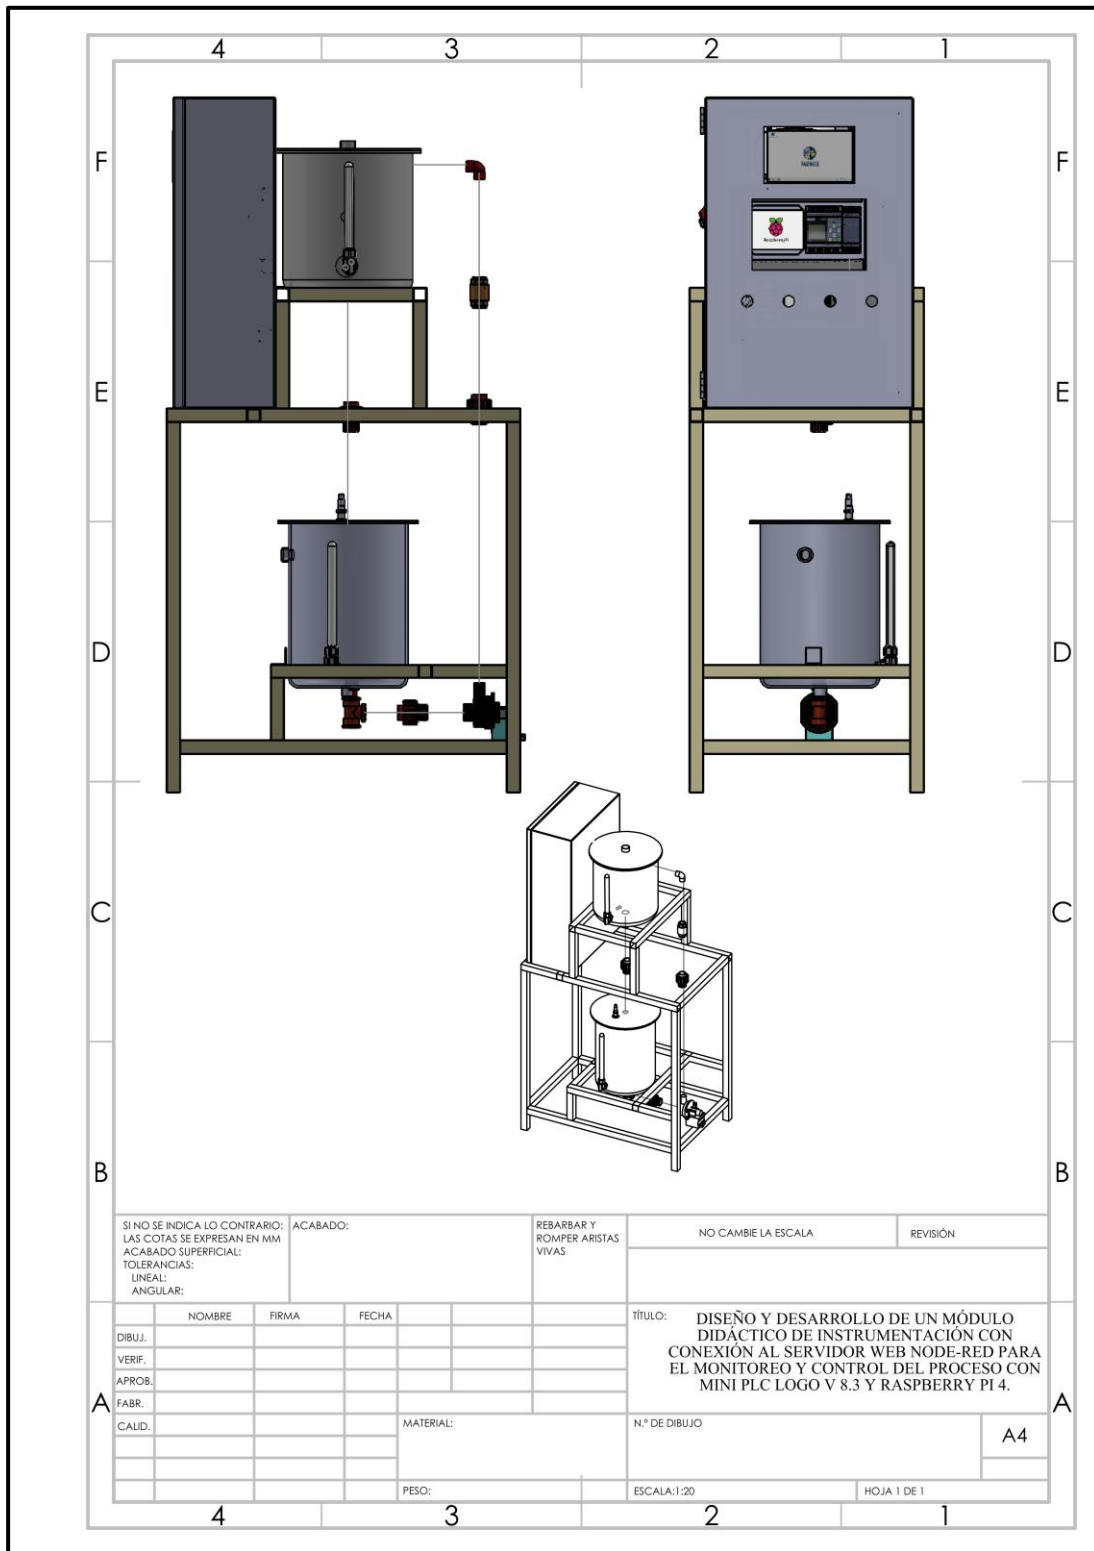 4 3 2 1
F F
E E
D D
C C
B B
A A
RaspberryPi
SI NO SE INDICA LO CONTRARIO:
LAS COTAS SE EXPRESAN EN MM
ACABADO SUPERFICIAL:
TOLERANCIAS:
LINEAL:
ANGULAR:
ACABADO:
REBARBAR Y
ROMPER ARISTAS
VIVAS
NO CAMBIE LA ESCALA
REVISIÓN
NOMBRE FIRMA FECHA
DIBUJ.
VERIF.
APROB.
FABR.
CALID.
TÍTULO:
DISEÑO Y DESARROLLO DE UN MÓDULO
DIDÁCTICO DE INSTRUMENTACIÓN CON
CONEXIÓN AL SERVIDOR WEB NODE-RED PARA
EL MONITOREO Y CONTROL DEL PROCESO CON
MINI PLC LOGO V 8.3 Y RASPBERRY PI 4.
MATERIAL:
N.º DE DIBUJO
A4
PESO:
ESCALA:1:20
HOJA 1 DE 1
4 3 2 1